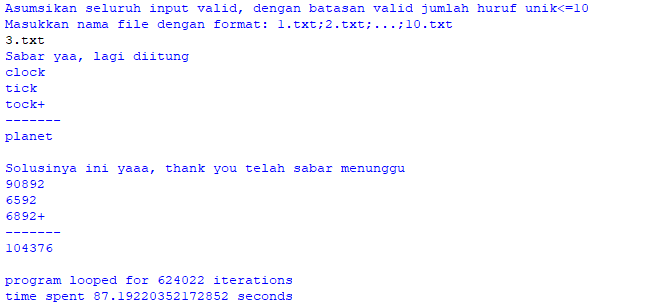 Asumsikan seluruh input valid, dengan batasan valid jumlah huruf unik<=10
Masukkan nama file dengan format: 1.txt;2.txt;...;10.txt
3.txt
Sabar yaa, lagi diitung
clock
tick
tock+
-------
planet
Solusinya ini yaaa, thank you telah sabar menunggu
90892
6592
6892+
-------
104376
program looped for 624022 iterations
time spent 87.19220352172852 seconds